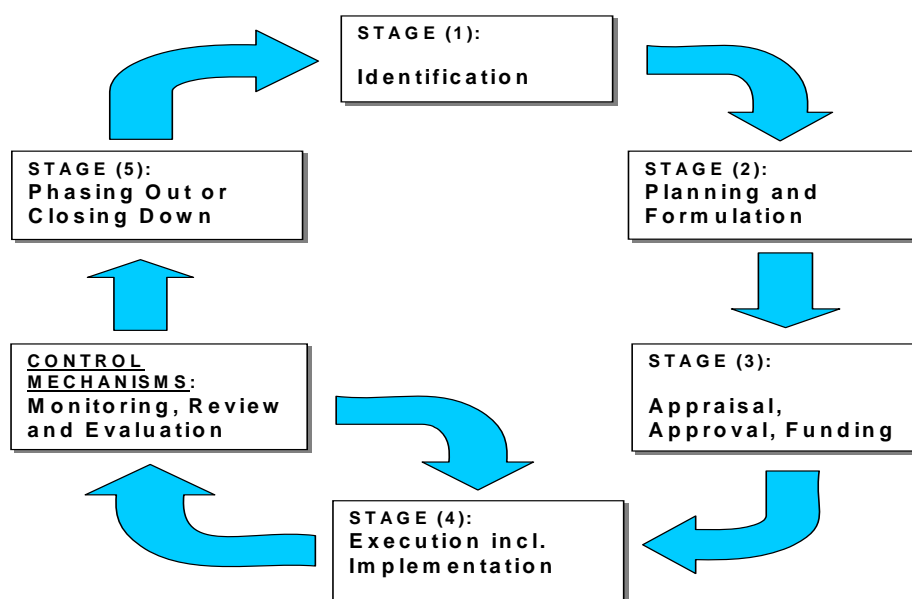 STAGE (1):
Identification
STAGE (2):
Planning and
Formulation
STAGE (3):
Appraisal,
Approval, Funding
STAGE (4):
Execution incl.
Implementation
CONTROL
MECHANISMS:
Monitoring, Review
and Evaluation
STAGE (5):
Phasing Out or
Closing Down